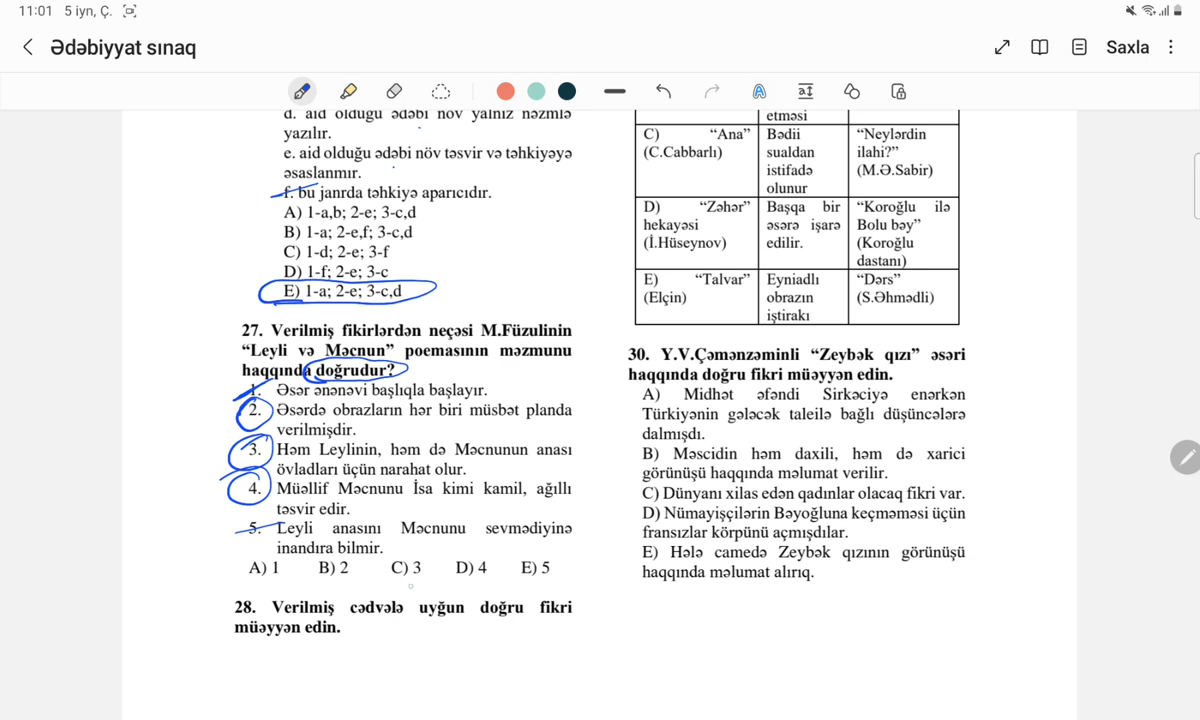 11:01 5 iyn, Ç.
Ədəbiyyat sınaq
Saxla
d. aid olduğu ədəbi növ yalnız nəzmlə
yazılır.
e. aid olduğu ədəbi növ təsvir və təhkiyəyə
əsaslanmır.
f. bu janrda təhkiyə aparıcıdır.
A) 1-a,b; 2-e; 3-c,d
B) 1-a; 2-e,f; 3-c,d
C) 1-d; 2-e; 3-f
D) 1-f; 2-e; 3-c
E) 1-a; 2-e; 3-c,d
27. Verilmiş fikirlərdən neçəsi M.Füzulinin
“Leyli və Məcnun” poemasının məzmunu
haqqında doğrudur?
1. Əsər ənənəvi başlıqla başlayır.
2. Əsərdə obrazların hər biri müsbət planda
verilmişdir.
3. Həm Leylinin, həm də Məcnunun anası
övladları üçün narahat olur.
4. Müəllif Məcnunu İsa kimi kamil, ağıllı
təsvir edir.
5. Leyli anasını Məcnunu sevmədiyinə
inandıra bilmir.
A) 1 B) 2 C) 3 D) 4 E) 5
28. Verilmiş cədvələ uyğun doğru fikri
müəyyən edin.
etməsi
C) “Ana” Bədii “Neylərdin
(C.Cabbarlı) sualdan ilahi?”
istifadə (M.Ə.Sabir)
olunur
D) “Zəhər” Başqa bir “Koroğlu ilə
hekayəsi əsərə işarə Bolu bəy”
(İ.Hüseynov) edilir. (Koroğlu
dastanı)
E) “Talvar” Eyniadlı “Dərs”
(Elçin) obrazın (S.Əhmədli)
iştirakı
30. Y.V.Çəmənzəminli “Zeybək qızı” əsəri
haqqında doğru fikri müəyyən edin.
A) Midhət əfəndi Sirkəciyə enərkən
Türkiyənin gələcək taleilə bağlı düşüncələrə
dalmışdı.
B) Məscidin həm daxili, həm də xarici
görünüşü haqqında məlumat verilir.
C) Dünyanı xilas edən qadınlar olacaq fikri var.
D) Nümayişçilərin Bəyoğluna keçməməsi üçün
fransızlar körpünü açmışdılar.
E) Hələ camedə Zeybək qızının görünüşü
haqqında məlumat alırıq.